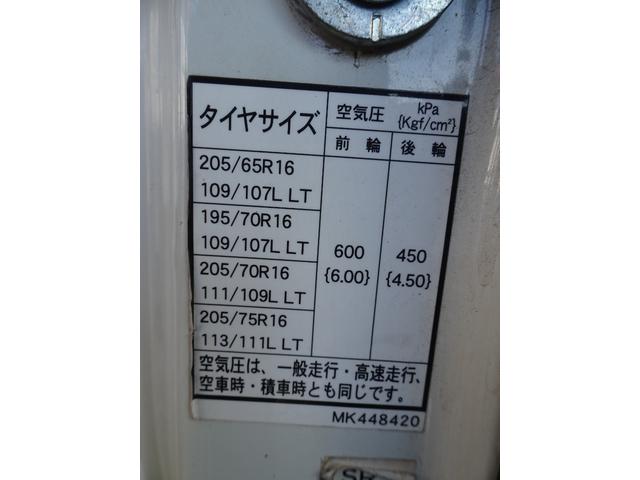 タイヤサイズ
空気圧 kPa {Kgf/cm²}
前輪 後輪
205/65R16
109/107L LT
195/70R16
109/107L LT
205/70R16
111/109L LT
205/75R16
113/111L LT
600 450
{6.00} {4.50}
空気圧は、一般走行・高速走行、
空車時・積車時とも同じです。
MK448420